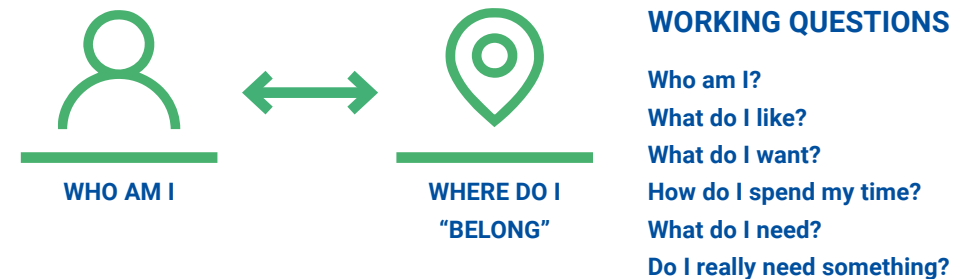 WHO AM I
WHERE DO I
“BELONG”
WORKING QUESTIONS
Who am I?
What do I like?
What do I want?
How do I spend my time?
What do I need?
Do I really need something?